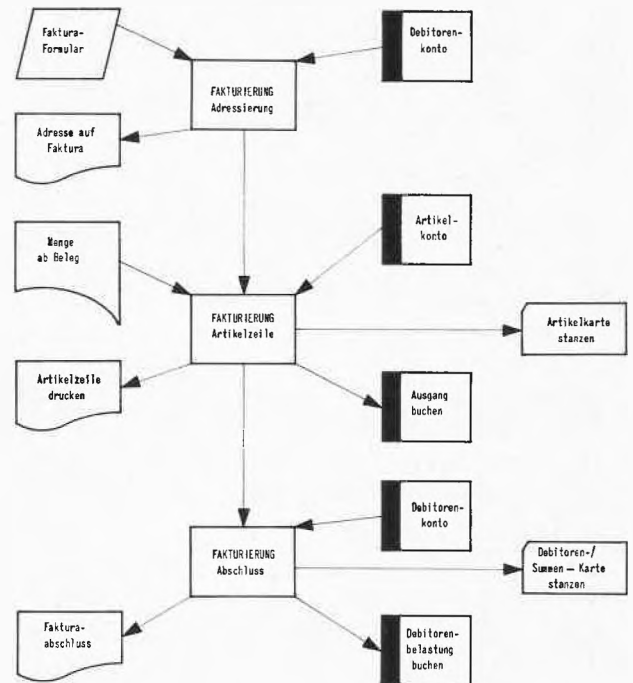 Faktura-
Formular
Debitoren-
konto
FAKTURIERUNG
Adressierung
Adresse auf
Faktura
Menge
ab Beleg
Artikel-
konto
FAKTURIERUNG
Artikelzeile
Artikelkarte
stanzen
Artikelzeile
drucken
Ausgang
buchen
Debitoren-
konto
FAKTURIERUNG
Abschluss
Debitoren-/
Summen – Karte
stanzen
Faktura-
abschluss
Debitoren-
belastung
buchen